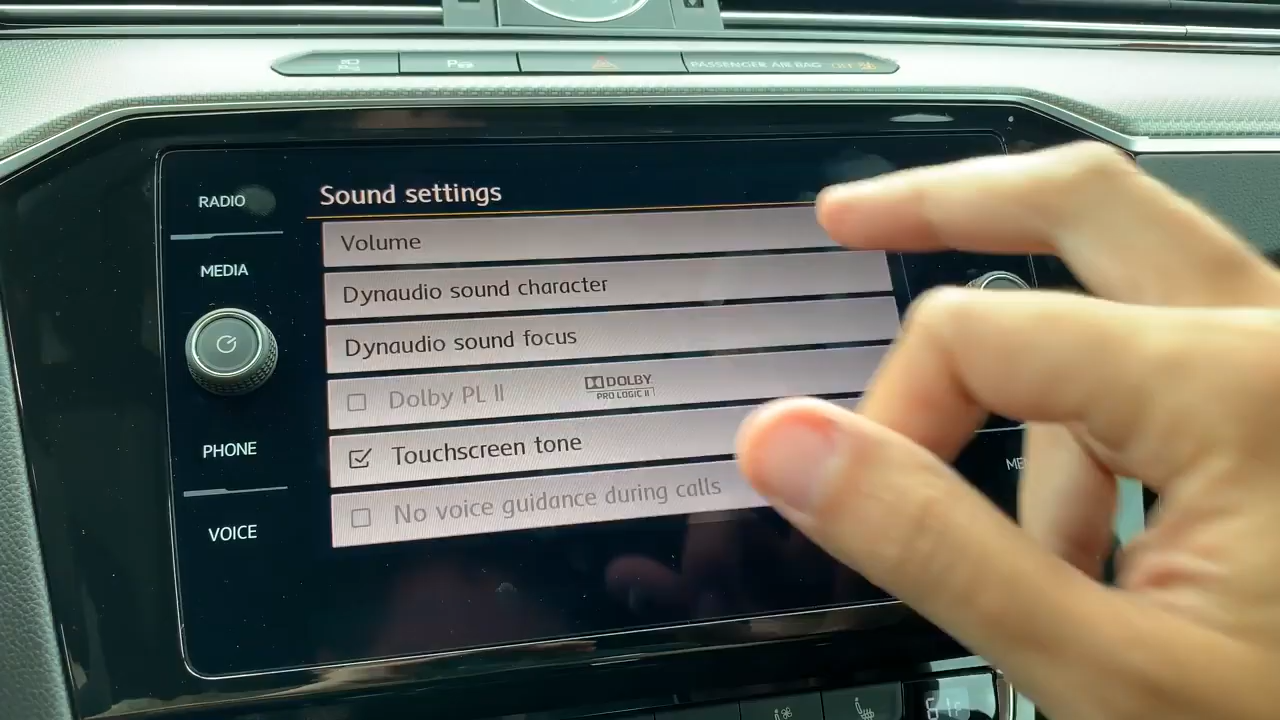 PASSENGER AIR BAG OFF
RADIO
MEDIA
PHONE
VOICE
Sound settings
Volume
Dynaudio sound character
Dynaudio sound focus
Dolby PL II
DOLBY
PRO LOGIC II
Touchscreen tone
No voice guidance during calls